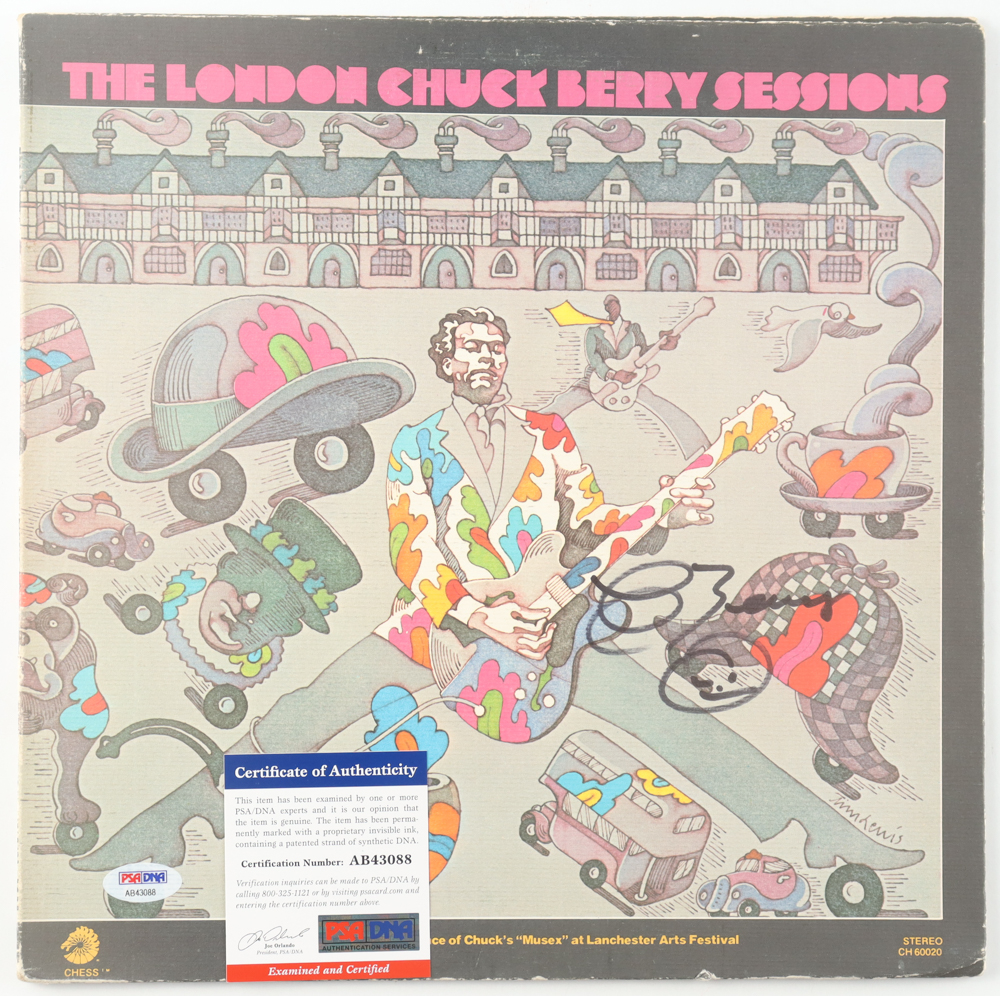 THE LONDON CHUCK BERRY SESSIONS
Berry
Tim Lewis
Certificate of Authenticity
This item has been examined by one or more
PSA/DNA experts and it is our opinion that
the item is genuine. The item has been perma-
nently marked with a proprietary invisible ink,
containing a patented strand of synthetic DNA.
Certification Number: AB43088
Verification inquiries can be made to PSA/DNA by
calling 800-325-1121 or by visiting psacard.com and
entering the certification number above
Joe Orlando
President, PSA/DNA
PSA DNA
AUTHENTICATION SERVICES
Examined and Certified
PSA DNA
AB43088
CHESS ™
nce of Chuck's "Musex" at Lanchester Arts Festival
STEREO
CH 60020